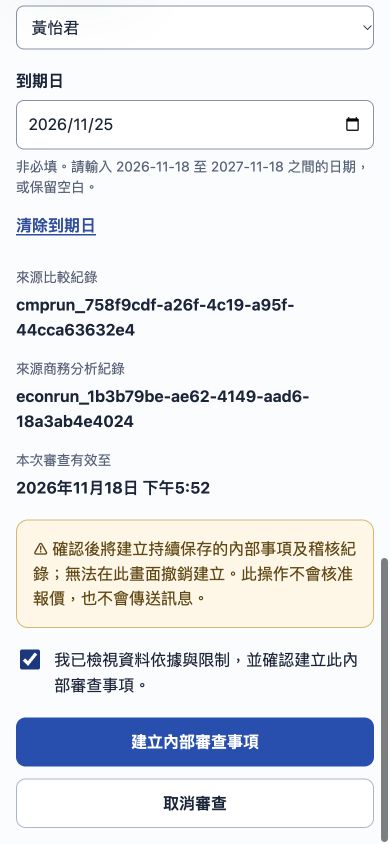 黃怡君
到期日
2026/11/25
非必填。請輸入 2026-11-18 至 2027-11-18 之間的日期，
或保留空白。
清除到期日
來源比較紀錄
cmprun_758f9cdf-a26f-4c19-a95f-
44cca63632e4
來源商務分析紀錄
econrun_1b3b79be-ae62-4149-aad6-
18a3ab4e4024
本次審查有效至
2026年11月18日 下午5:52
⚠ 確認後將建立持續保存的內部事項及稽核紀
錄；無法在此畫面撤銷建立。此操作不會核准
報價，也不會傳送訊息。
我已檢視資料依據與限制，並確認建立此內
部審查事項。
建立內部審查事項
取消審查